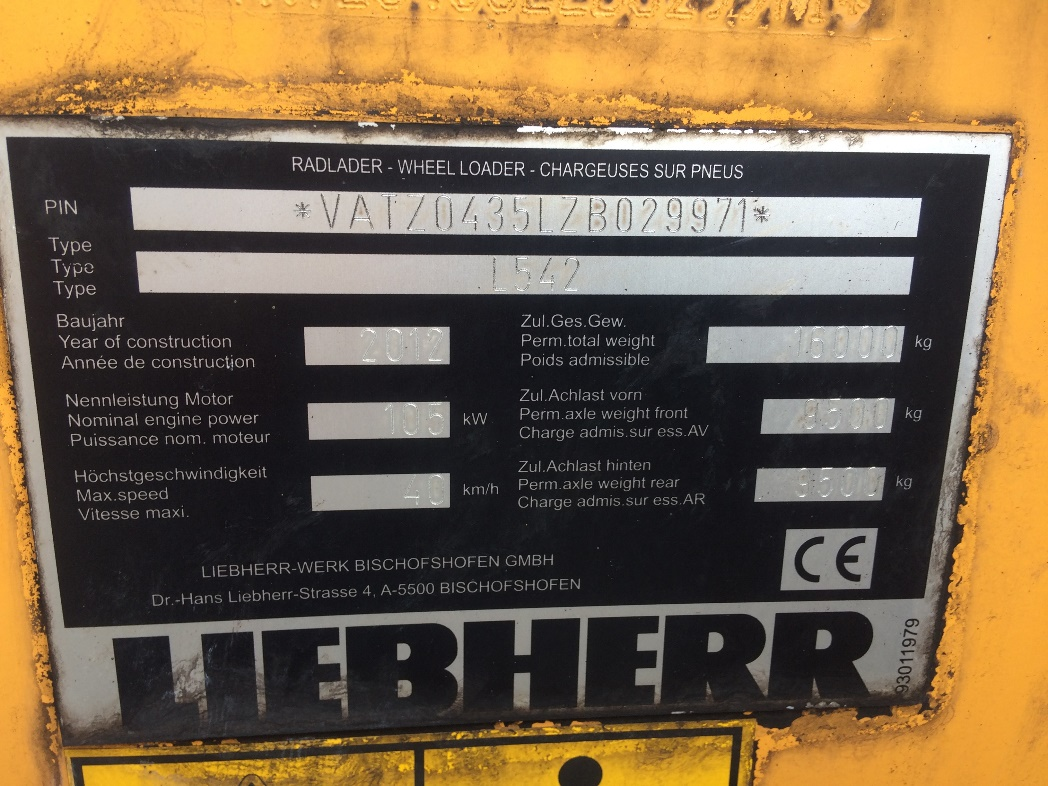 RADLADER - WHEEL LOADER - CHARGEUSES SUR PNEUS
PIN *VATZ0435LZB029971*
Type
Type L542
Type
Baujahr
Year of construction 2012
Année de construction
Zul.Ges.Gew.
Perm.total weight 16000 kg
Poids admissible
Nennleistung Motor
Nominal engine power 105 kW
Puissance nom. moteur
Zul.Achlast vorn
Perm.axle weight front 9500 kg
Charge admis.sur ess.AV
Höchstgeschwindigkeit
Max.speed 40 km/h
Vitesse maxi.
Zul.Achlast hinten
Perm.axle weight rear 9500 kg
Charge admis.sur ess.AR
CE
LIEBHERR-WERK BISCHOFSHOFEN GMBH
Dr.-Hans Liebherr-Strasse 4, A-5500 BISCHOFSHOFEN
LIEBHERR
93011979